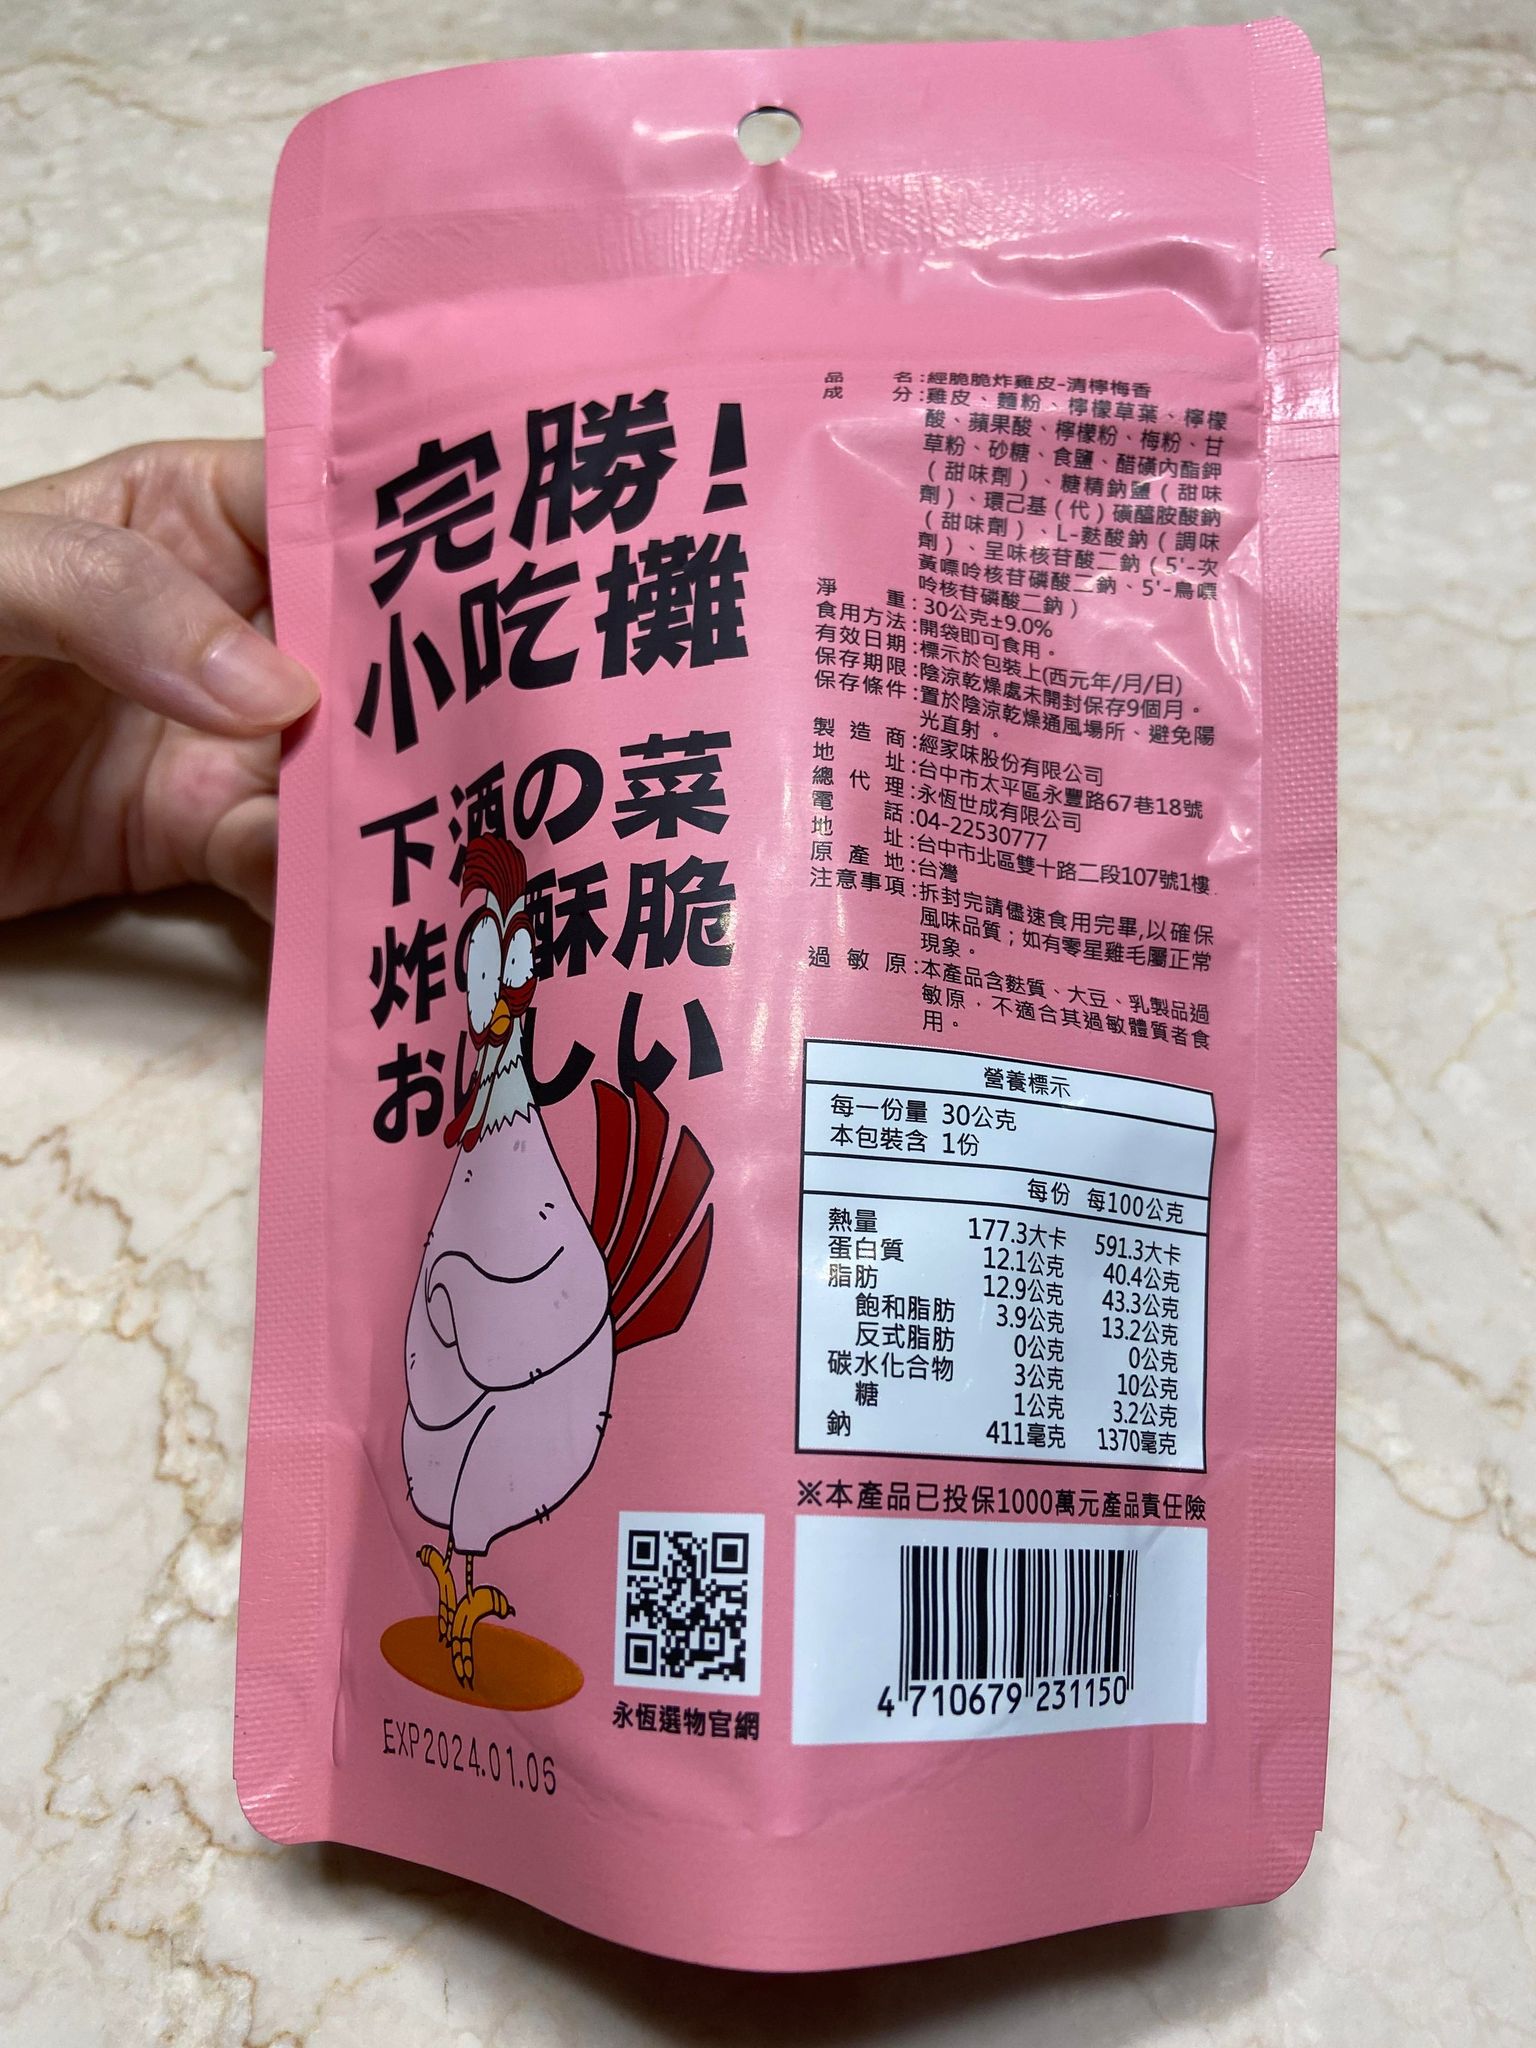 完勝!
小吃攤
下酒の菜
炸の酥脆
おいしい
品名:經脆脆炸雞皮-清檸梅香
成分:雞皮、麵粉、檸檬草葉、檸檬
酸、蘋果酸、檸檬粉、梅粉、甘
草粉、砂糖、食鹽、醋磺內酯鉀
(甜味劑)、糖精鈉鹽(甜味
劑)、環己基(代)磺醯胺酸鈉
(甜味劑)、L-麩酸鈉(調味
劑)、呈味核苷酸二鈉(5'-次
黃嘌呤核苷磷酸二鈉、5'-鳥嘌
呤核苷磷酸二鈉)
淨重:30公克±9.0%
食用方法:開袋即可食用。
有效日期:標示於包裝上(西元年/月/日)
保存期限:陰涼乾燥處未開封保存9個月。
保存條件:置於陰涼乾燥通風場所、避免陽
光直射。
製造商:經家味股份有限公司
地址:台中市太平區永豐路67巷18號
總代理:永恆世成有限公司
電話:04-22530777
地址:台中市北區雙十路二段107號1樓
原產地:台灣
注意事項:拆封完請儘速食用完畢,以確保
風味品質;如有零星雞毛屬正常
現象。
過敏原:本產品含麩質、大豆、乳製品過
敏原,不適合其過敏體質者食
用。
營養標示
每一份量 30公克
本包裝含 1份
每份 每100公克
熱量 177.3大卡 591.3大卡
蛋白質 12.1公克 40.4公克
脂肪 12.9公克 43.3公克
飽和脂肪 3.9公克 13.2公克
反式脂肪 0公克 0公克
碳水化合物 3公克 10公克
糖 1公克 3.2公克
鈉 411毫克 1370毫克
※本產品已投保1000萬元產品責任險
4 710679 231150
永恆選物官網
EXP2024.01.06